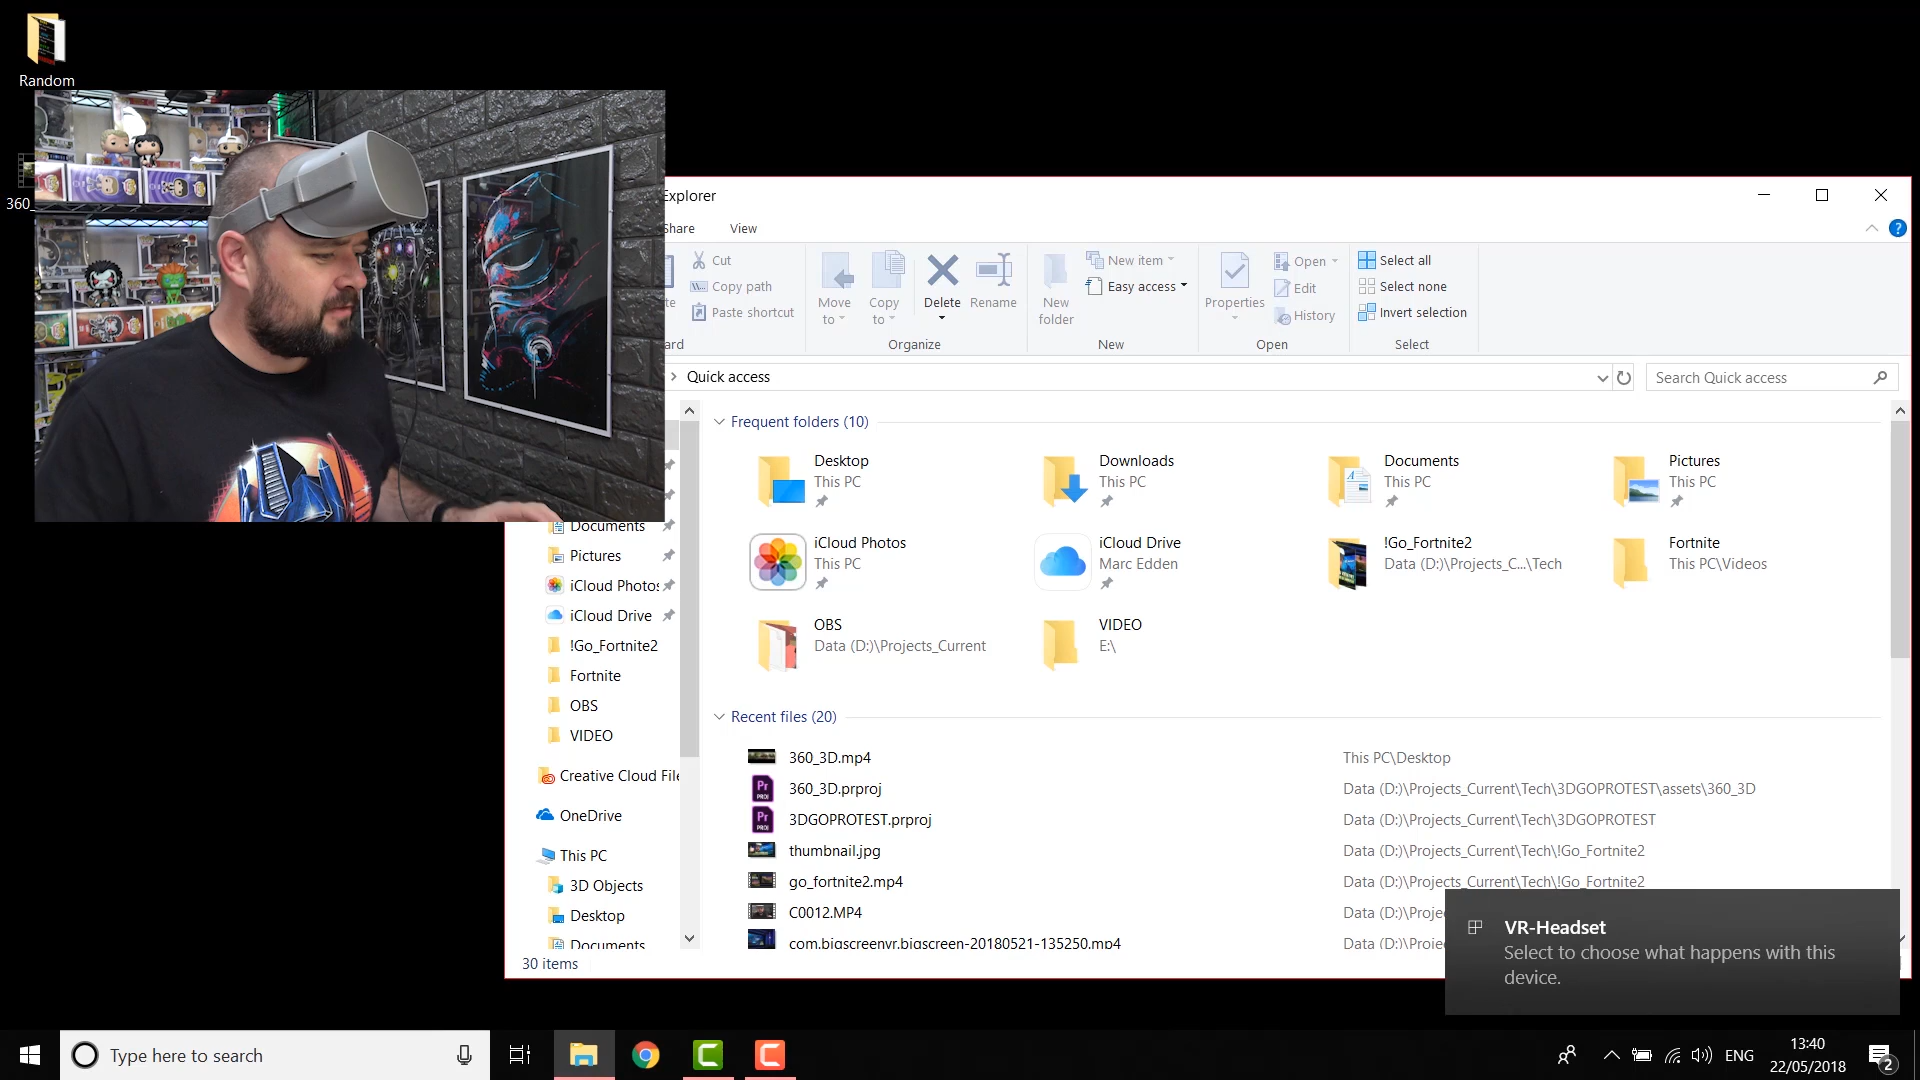 Random
360_
Explorer
Share
View
Cut
Copy path
Paste shortcut
Move to
Copy to
Delete
Rename
Organize
New folder
New item
Easy access
New
Properties
Open
Edit
History
Open
Select all
Select none
Invert selection
Select
Quick access
Search Quick access
Documents
Pictures
iCloud Photos
iCloud Drive
!Go_Fortnite2
Fortnite
OBS
VIDEO
Creative Cloud File
OneDrive
This PC
3D Objects
Desktop
Documents
30 items
Frequent folders (10)
Desktop
This PC
Downloads
This PC
Documents
This PC
Pictures
This PC
iCloud Photos
This PC
iCloud Drive
Marc Edden
!Go_Fortnite2
Data (D:)\Projects_C...\Tech
Fortnite
This PC\Videos
OBS
Data (D:)\Projects_Current
VIDEO
E:\
Recent files (20)
360_3D.mp4
This PC\Desktop
360_3D.prproj
Data (D:)\Projects_Current\Tech\3DGOPROTEST\assets\360_3D
3DGOPROTEST.prproj
Data (D:)\Projects_Current\Tech\3DGOPROTEST
thumbnail.jpg
Data (D:)\Projects_Current\Tech\!Go_Fortnite2
go_fortnite2.mp4
Data (D:)\Projects_Current\Tech\!Go_Fortnite2
C0012.MP4
Data (D:)\Proje
com.bigscreenvr.bigscreen-20180521-135250.mp4
Data (D:)\Proje
VR-Headset
Select to choose what happens with this
device.
Type here to search
ENG
13:40
22/05/2018
2